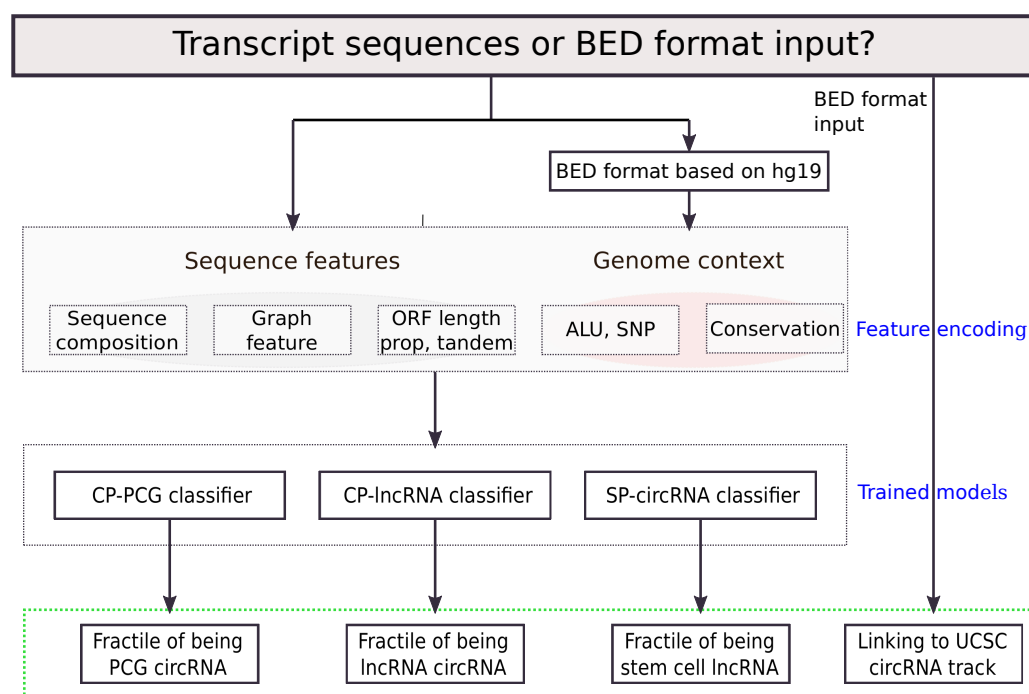 Transcript sequences or BED format input?
BED format
input
BED format based on hg19
Sequence features
Genome context
Sequence
composition
Graph
feature
ORF length
prop, tandem
ALU, SNP
Conservation
Feature encoding
CP-PCG classifier
CP-lncRNA classifier
SP-circRNA classifier
Trained models
Fractile of being
PCG circRNA
Fractile of being
lncRNA circRNA
Fractile of being
stem cell lncRNA
Linking to UCSC
circRNA track